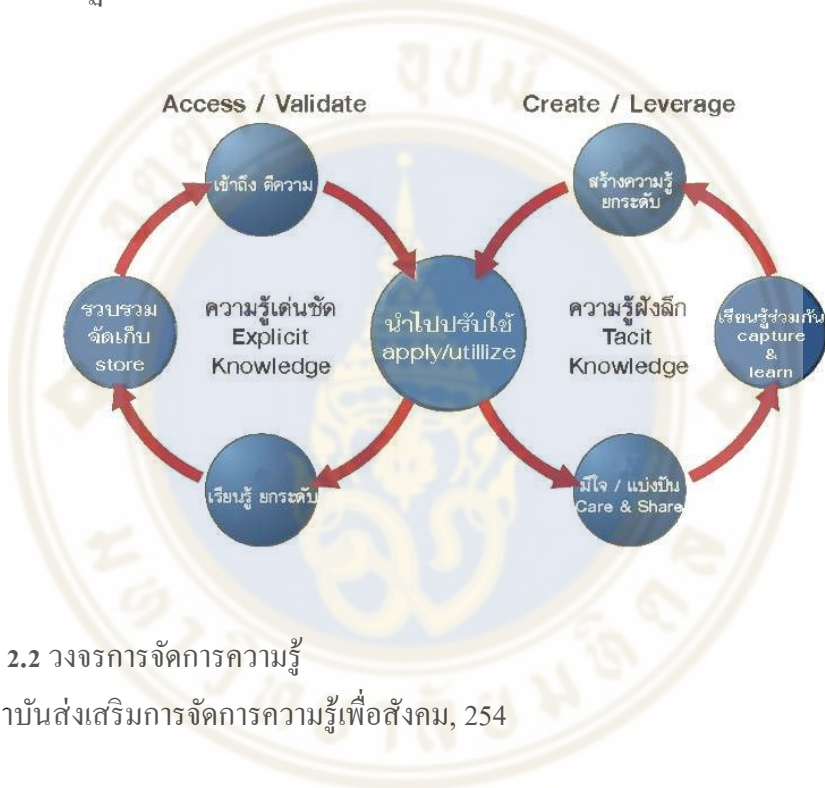 Access / Validate
Create / Leverage
เข้าถึง ตีความ
สร้างความรู้
ยกระดับ
รวบรวม
จัดเก็บ
store
ความรู้เด่นชัด
Explicit
Knowledge
นำไปปรับใช้
apply/utillize
ความรู้ฝังลึก
Tacit
Knowledge
เรียนรู้ร่วมกัน
capture
&
learn
เรียนรู้ ยกระดับ
มีใจ / แบ่งปัน
Care & Share
2.2 วงจรการจัดการความรู้
าบันส่งเสริมการจัดการความรู้เพื่อสังคม, 254